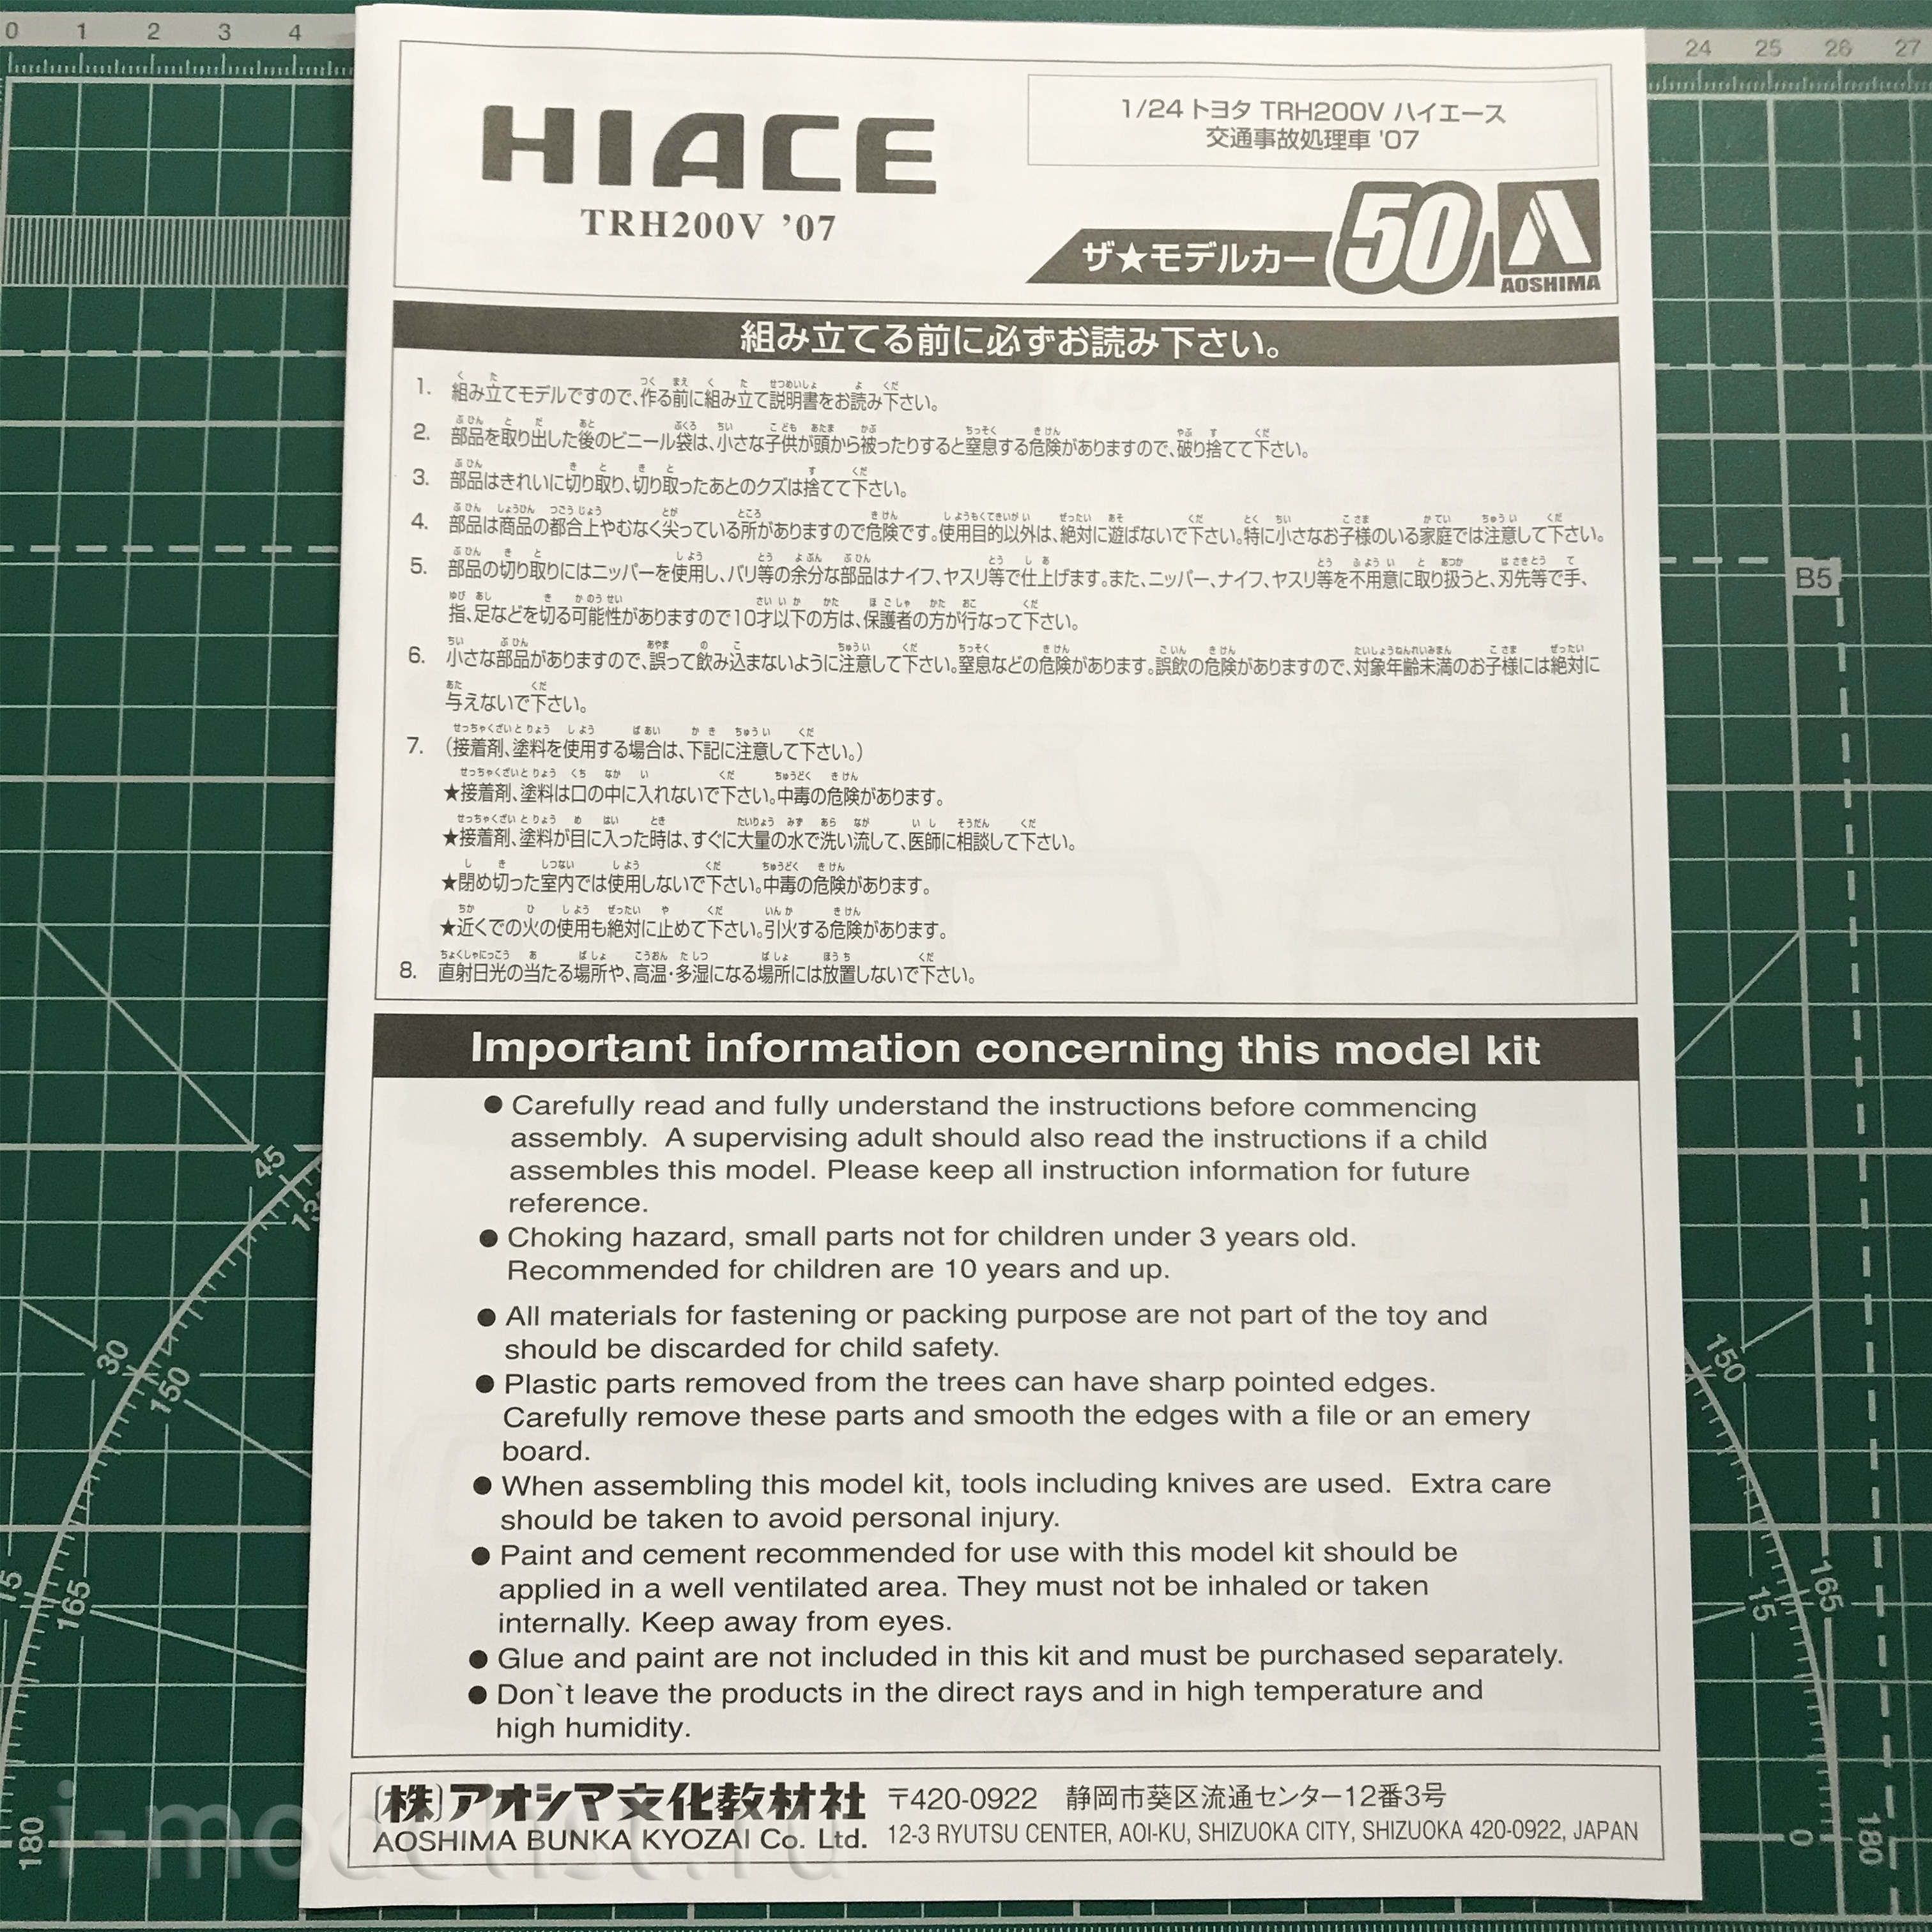 HIACE
TRH200V ’07
1/24トヨタ TRH200V ハイエース
交通事故処理車 '07
ザ★モデルカー 50
AOSHIMA
組み立てる前に必ずお読み下さい。
1. 組み立てモデルですので、作る前に組み立て説明書をお読み下さい。
2. 部品を取り出した後のビニール袋は、小さな子供が頭から被ったりすると窒息する危険がありますので、破り捨てて下さい。
3. 部品はきれいに切り取り、切り取ったあとのクズは捨てて下さい。
4. 部品は商品の都合上やむなく尖っている所がありますので危険です。使用目的以外は、絶対に遊ばないで下さい。特に小さなお子様のいる家庭では注意して下さい。
5. 部品の切り取りにはニッパーを使用し、バリ等の余分な部品はナイフ、ヤスリ等で仕上げます。また、ニッパー、ナイフ、ヤスリ等を不用意に取り扱うと、刃先等で手、
指、足などを切る可能性がありますので10才以下の方は、保護者の方が行なって下さい。
6. 小さな部品がありますので、誤って飲み込まないように注意して下さい。窒息などの危険があります。誤飲の危険がありますので、対象年齢未満のお子様には絶対に
与えないで下さい。
7. (接着剤、塗料を使用する場合は、下記に注意して下さい。)
★接着剤、塗料は口の中に入れないで下さい。中毒の危険があります。
★接着剤、塗料が目に入った時は、すぐに大量の水で洗い流して、医師に相談して下さい。
★閉め切った室内では使用しないで下さい。中毒の危険があります。
★近くでの火の使用も絶対に止めて下さい。引火する危険があります。
8. 直射日光の当たる場所や、高温・多湿になる場所には放置しないで下さい。
Important information concerning this model kit
● Carefully read and fully understand the instructions before commencing
assembly. A supervising adult should also read the instructions if a child
assembles this model. Please keep all instruction information for future
reference.
● Choking hazard, small parts not for children under 3 years old.
Recommended for children are 10 years and up.
● All materials for fastening or packing purpose are not part of the toy and
should be discarded for child safety.
● Plastic parts removed from the trees can have sharp pointed edges.
Carefully remove these parts and smooth the edges with a file or an emery
board.
● When assembling this model kit, tools including knives are used. Extra care
should be taken to avoid personal injury.
● Paint and cement recommended for use with this model kit should be
applied in a well ventilated area. They must not be inhaled or taken
internally. Keep away from eyes.
● Glue and paint are not included in this kit and must be purchased separately.
● Don`t leave the products in the direct rays and in high temperature and
high humidity.
(株)アオシマ文化教材社 〒420-0922 静岡市葵区流通センター12番3号
AOSHIMA BUNKA KYOZAI Co. Ltd. 12-3 RYUTSU CENTER, AOI-KU, SHIZUOKA CITY, SHIZUOKA 420-0922, JAPAN
i-modelist.ru
0 1 2 3 4
24 25 26 27
B5
45
30
150
15
165
180
150
165
15
0
180